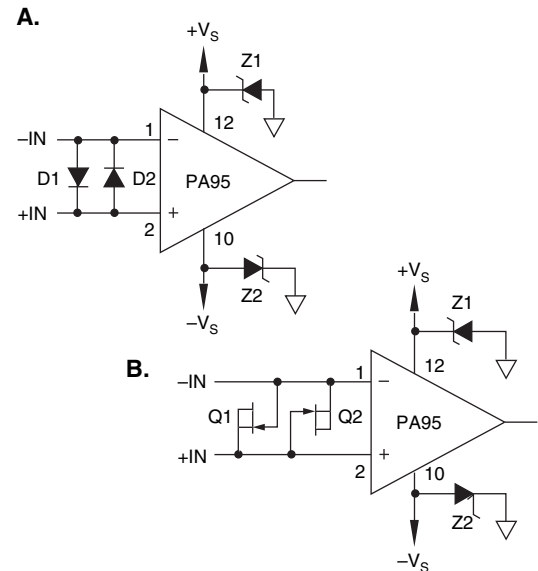 A.
+VS
Z1
12
–IN
1
−
D1
D2
PA95
+IN
+
2
10
Z2
–VS
+VS
Z1
B.
12
–IN
1
−
Q1
Q2
PA95
+IN
+
2
10
Z2
–VS